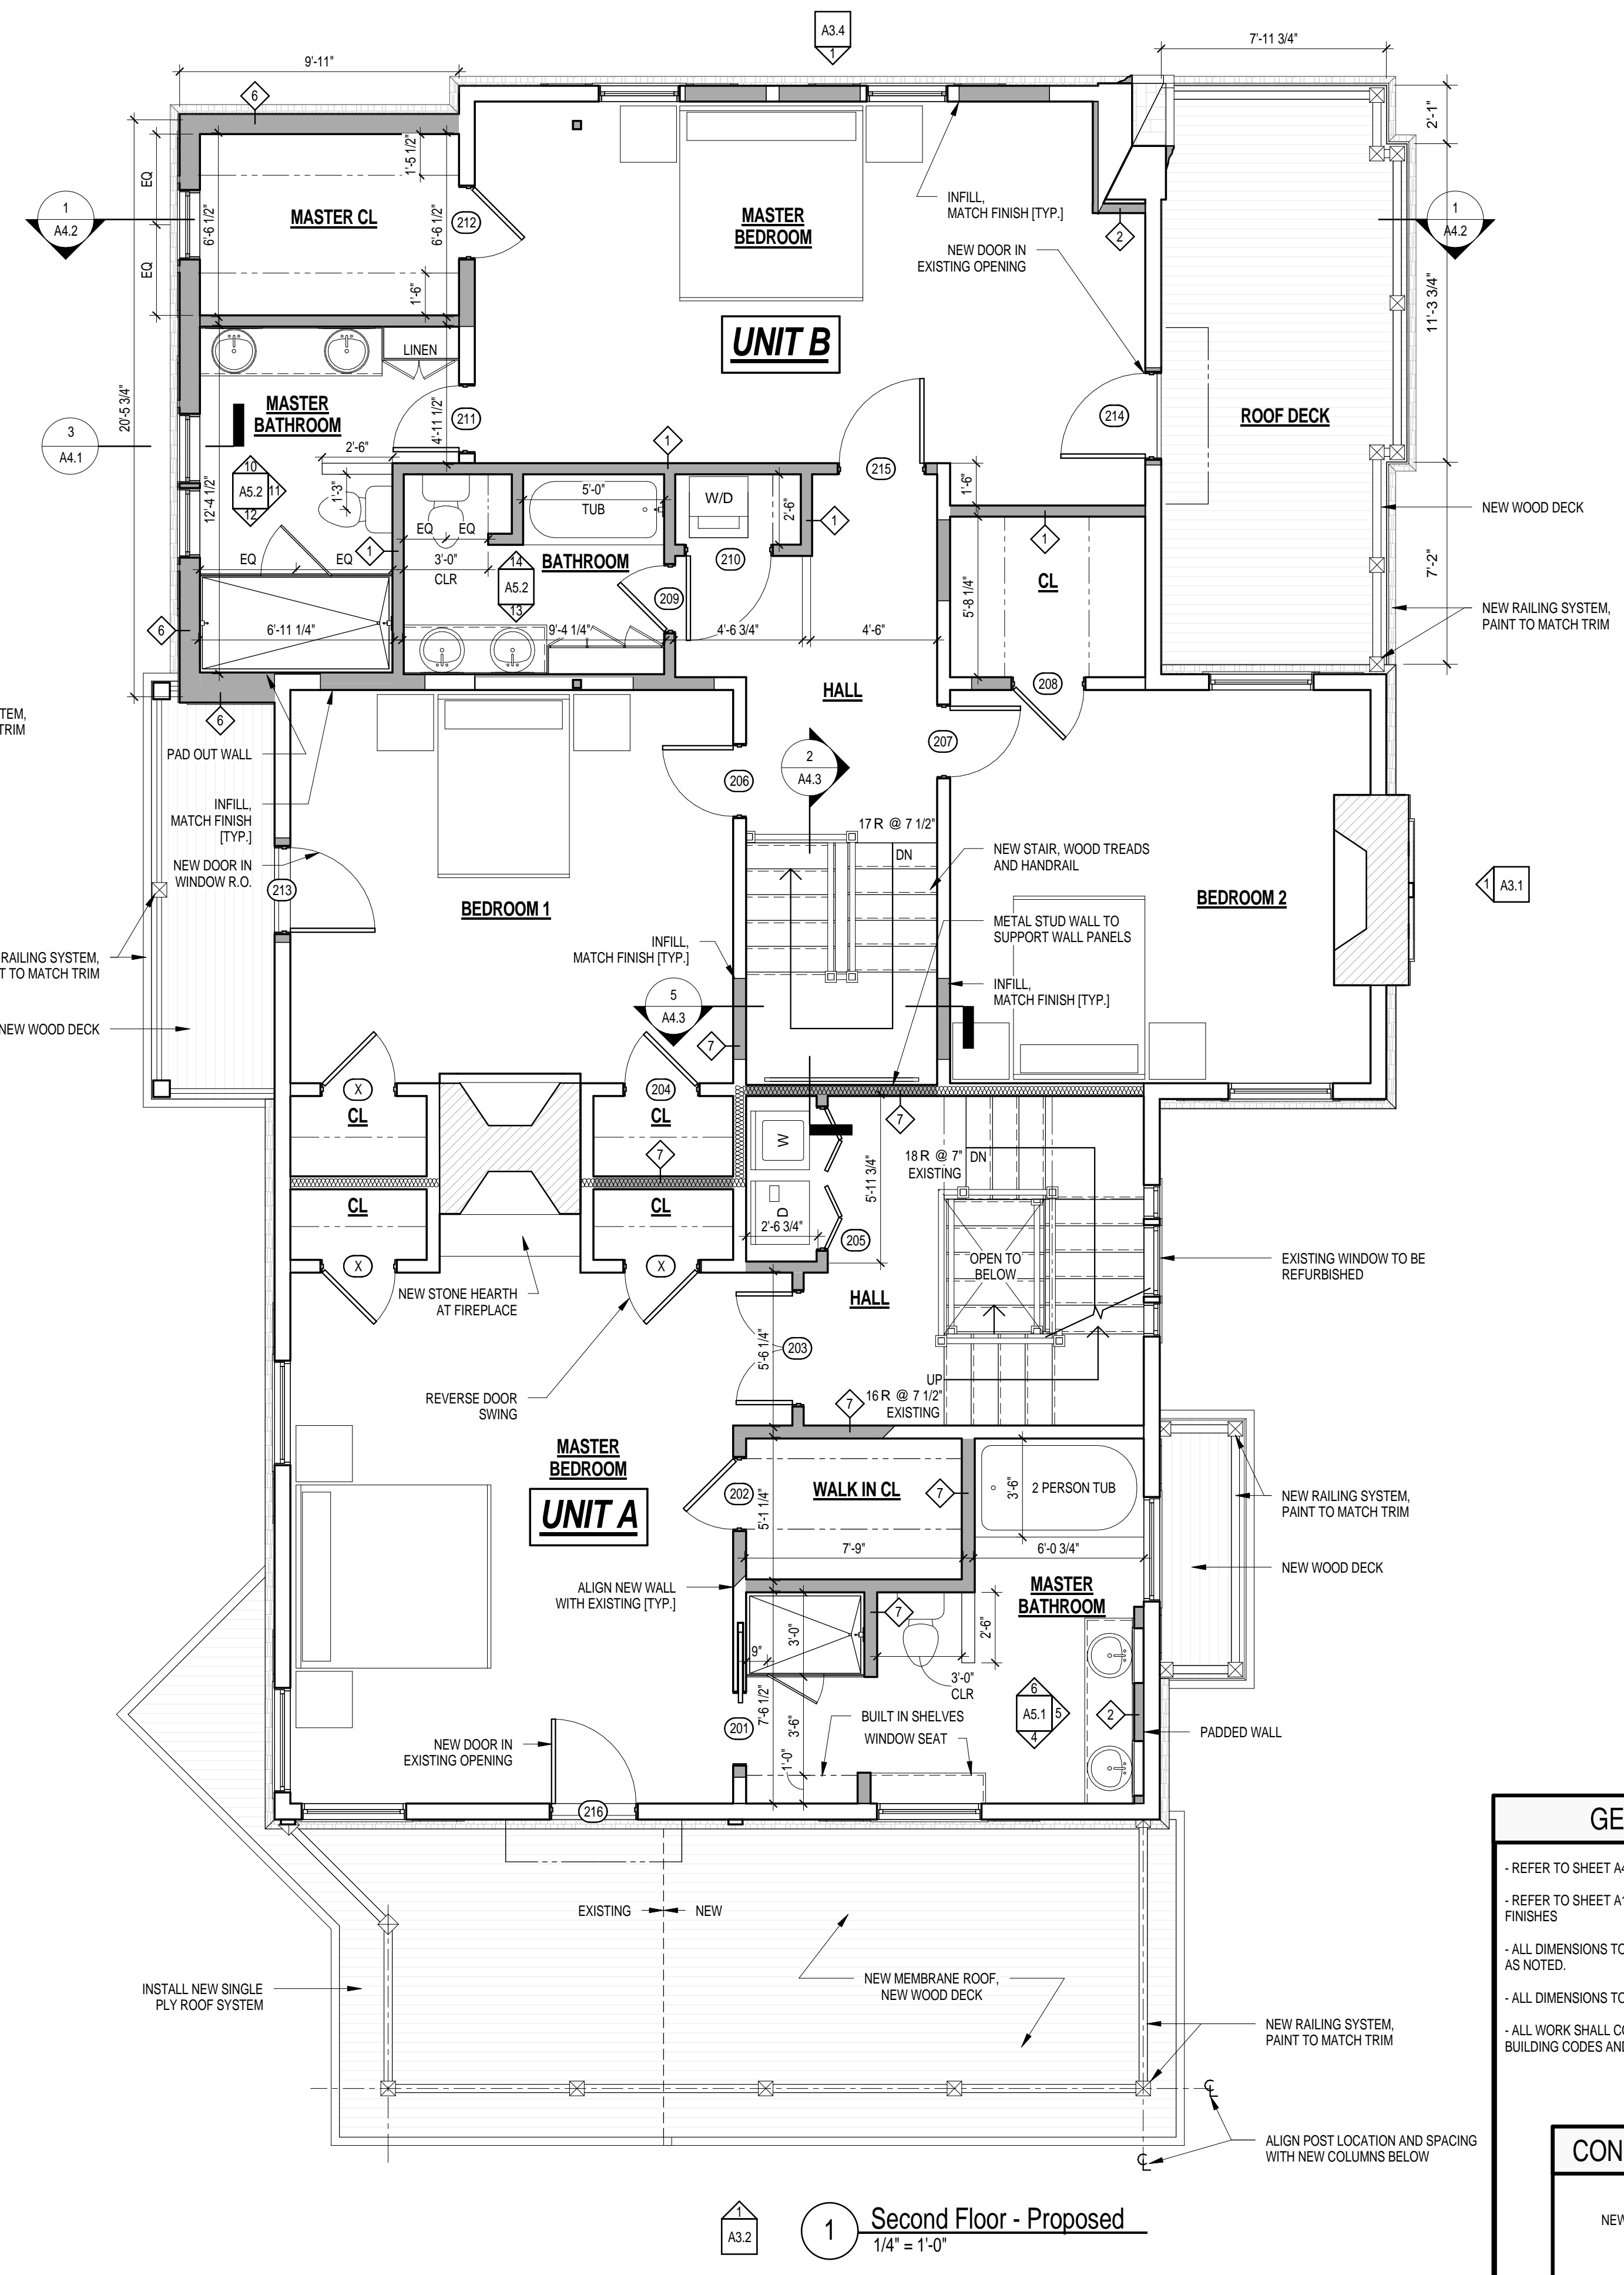 A3.4
1
9'-11"
7'-11 3/4"
6
2'-1"
1'-5 1/2"
EQ
1
A4.2
6'-6 1/2"
MASTER CL
6'-6 1/2"
212
MASTER
BEDROOM
INFILL,
MATCH FINISH [TYP.]
2
1
A4.2
NEW DOOR IN
EXISTING OPENING
EQ
1'-6"
11'-3 3/4"
UNIT B
LINEN
20'-5 3/4"
MASTER
BATHROOM
211
4'-11 1/2"
214
ROOF DECK
3
A4.1
2'-6"
1
215
10
A5.2
11
12
12'-4 1/2"
1'-3"
5'-0"
TUB
W/D
2'-6"
1
1'-6"
NEW WOOD DECK
EQ
EQ
1
EQ
EQ
3'-0"
CLR
14
A5.2
13
BATHROOM
210
1
CL
5'-8 1/4"
7'-2"
209
6
6'-11 1/4"
9'-4 1/4"
4'-6 3/4"
4'-6"
NEW RAILING SYSTEM,
PAINT TO MATCH TRIM
HALL
208
6
TEM,
TRIM
PAD OUT WALL
207
2
A4.3
206
INFILL,
MATCH FINISH
[TYP.]
17 R @ 7 1/2"
DN
NEW STAIR, WOOD TREADS
AND HANDRAIL
NEW DOOR IN
WINDOW R.O.
213
BEDROOM 1
BEDROOM 2
1
A3.1
METAL STUD WALL TO
SUPPORT WALL PANELS
INFILL,
MATCH FINISH [TYP.]
RAILING SYSTEM,
T TO MATCH TRIM
5
A4.3
INFILL,
MATCH FINISH [TYP.]
NEW WOOD DECK
7
X
204
CL
CL
7
7
W
18 R @ 7"
EXISTING
DN
5'-11 3/4"
CL
CL
D
2'-6 3/4"
205
OPEN TO
BELOW
EXISTING WINDOW TO BE
REFURBISHED
X
X
NEW STONE HEARTH
AT FIREPLACE
HALL
203
5'-6 1/4"
REVERSE DOOR
SWING
UP
16 R @ 7 1/2"
EXISTING
7
MASTER
BEDROOM
UNIT A
202
5'-1 1/4"
WALK IN CL
7
3'-6"
2 PERSON TUB
NEW RAILING SYSTEM,
PAINT TO MATCH TRIM
7'-9"
6'-0 3/4"
NEW WOOD DECK
ALIGN NEW WALL
WITH EXISTING [TYP.]
MASTER
BATHROOM
7
3'-0"
9"
2'-6"
3'-0"
CLR
7'-6 1/2"
201
3'-6"
BUILT IN SHELVES
WINDOW SEAT
6
A5.1
5
4
2
PADDED WALL
NEW DOOR IN
EXISTING OPENING
1'-0"
216
GE
- REFER TO SHEET A4
- REFER TO SHEET A1
FINISHES
- ALL DIMENSIONS TO
AS NOTED.
- ALL DIMENSIONS TO
- ALL WORK SHALL CO
BUILDING CODES AND
EXISTING
NEW
INSTALL NEW SINGLE
PLY ROOF SYSTEM
NEW MEMBRANE ROOF,
NEW WOOD DECK
NEW RAILING SYSTEM,
PAINT TO MATCH TRIM
ALIGN POST LOCATION AND SPACING
WITH NEW COLUMNS BELOW
CON
NEW
1
A3.2
1
Second Floor - Proposed
1/4" = 1'-0"